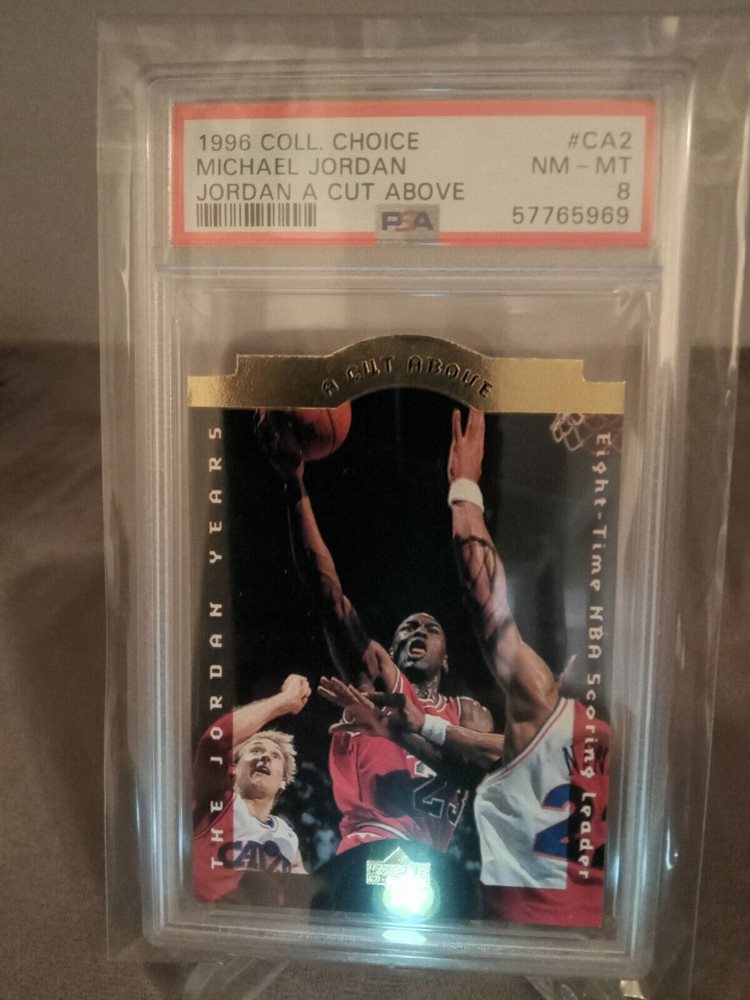 1996 COLL. CHOICE #CA2
MICHAEL JORDAN NM - MT
JORDAN A CUT ABOVE 8
PSA 57765969
A CUT ABOVE
THE JORDAN YEARS
Eight-Time NBA Scoring Leader
23
CAVS
2